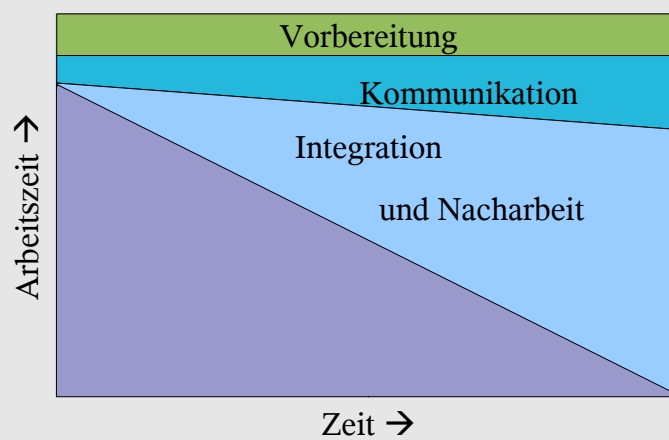 Vorbereitung
Kommunikation
Integration
und Nacharbeit
Arbeitszeit →
Zeit →